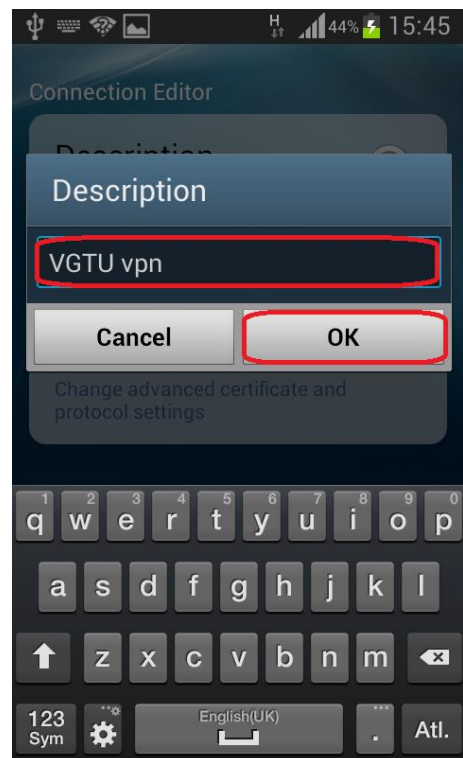 H 44% 15:45
Connection Editor
Description
Description
VGTU vpn
Cancel OK
Change advanced certificate and
protocol settings
1 2 3 4 5 6 7 8 9 0
q w e r t y u i o p
a s d f g h j k l
z x c v b n m
123
Sym
English(UK)
. Atl.